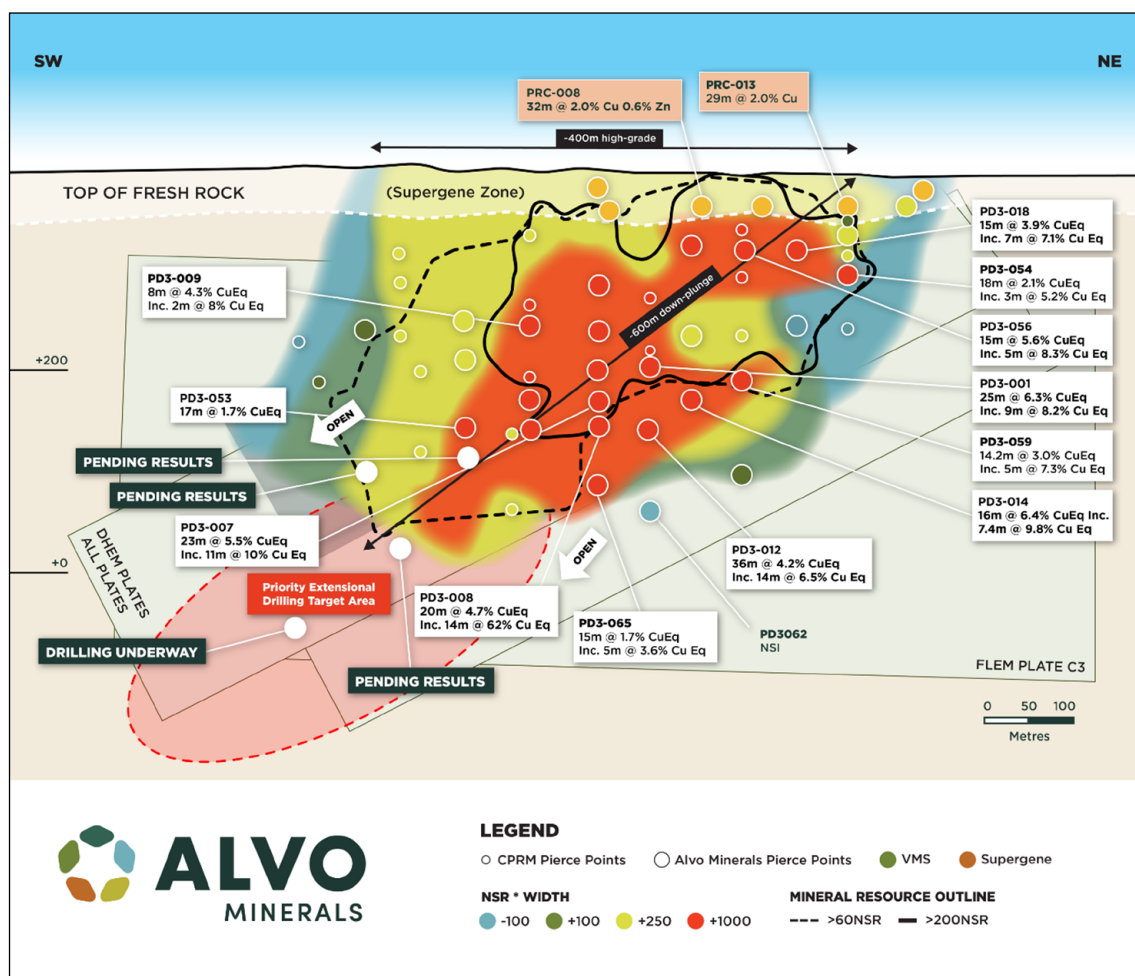 SW
NE
PRC-008
32m @ 2.0% Cu 0.6% Zn
PRC-013
29m @ 2.0% Cu
~400m high-grade
TOP OF FRESH ROCK
(Supergene Zone)
PD3-018
15m @ 3.9% CuEq
Inc. 7m @ 7.1% Cu Eq
PD3-009
8m @ 4.3% CuEq
Inc. 2m @ 8% Cu Eq
PD3-054
18m @ 2.1% CuEq
Inc. 3m @ 5.2% Cu Eq
~600m down-plunge
PD3-056
15m @ 5.6% CuEq
Inc. 5m @ 8.3% Cu Eq
+200
PD3-001
25m @ 6.3% CuEq
Inc. 9m @ 8.2% Cu Eq
PD3-053
17m @ 1.7% CuEq
OPEN
PD3-059
14.2m @ 3.0% CuEq
Inc. 5m @ 7.3% Cu Eq
PENDING RESULTS
PENDING RESULTS
PD3-014
16m @ 6.4% CuEq Inc.
7.4m @ 9.8% Cu Eq
PD3-007
23m @ 5.5% CuEq
Inc. 11m @ 10% Cu Eq
PD3-012
36m @ 4.2% CuEq
Inc. 14m @ 6.5% Cu Eq
OPEN
+0
DHEM PLATES
ALL PLATES
Priority Extensional
Drilling Target Area
PD3-008
20m @ 4.7% CuEq
Inc. 14m @ 62% Cu Eq
PD3-065
15m @ 1.7% CuEq
Inc. 5m @ 3.6% Cu Eq
PD3062
NSI
DRILLING UNDERWAY
PENDING RESULTS
FLEM PLATE C3
0 50 100
Metres
ALVO
MINERALS
LEGEND
CPRM Pierce Points
Alvo Minerals Pierce Points
VMS
Supergene
NSR * WIDTH
MINERAL RESOURCE OUTLINE
-100
+100
+250
+1000
>60NSR
>200NSR